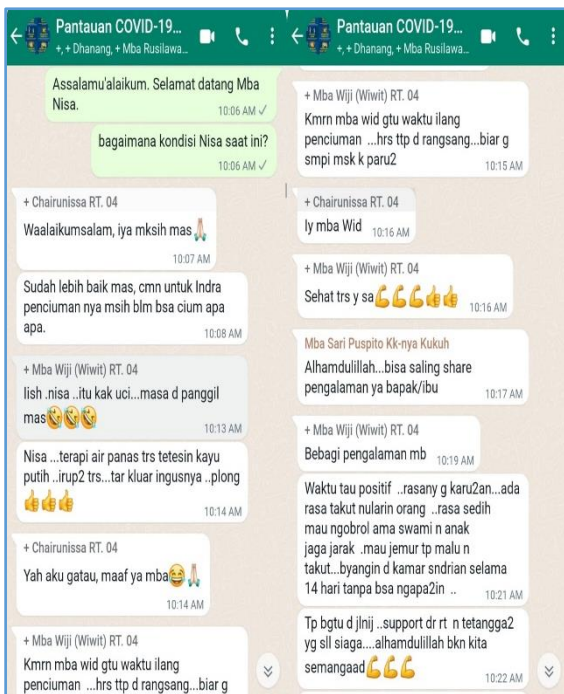 Pantauan COVID-19...
+, + Dhanang, + Mba Rusilawa...
Assalamu'alaikum. Selamat datang Mba
Nisa.
10:06 AM
bagaimana kondisi Nisa saat ini?
10:06 AM
+ Chairunissa RT. 04
Waalaikumsalam, iya mksih mas🙏🏻
10:07 AM
Sudah lebih baik mas, cmn untuk Indra
penciuman nya msih blm bsa cium apa
apa.
10:08 AM
+ Mba Wiji (Wiwit) RT. 04
Iish .nisa ..itu kak uci...masa d panggil
mas🤣🤣🤣
10:13 AM
Nisa ...terapi air panas trs tetesin kayu
putih ..irup2 trs...tar kluar ingusnya ..plong
👍👍👍
10:14 AM
+ Chairunissa RT. 04
Yah aku gatau, maaf ya mba😂🙏🏻
10:14 AM
+ Mba Wiji (Wiwit) RT. 04
Kmrn mba wid gtu waktu ilang
penciuman ...hrs ttp d rangsang...biar g
Pantauan COVID-19...
+, + Dhanang, + Mba Rusilawa...
+ Mba Wiji (Wiwit) RT. 04
Kmrn mba wid gtu waktu ilang
penciuman ...hrs ttp d rangsang...biar g
smpi msk k paru2
10:15 AM
+ Chairunissa RT. 04
Iy mba Wid
10:16 AM
+ Mba Wiji (Wiwit) RT. 04
Sehat trs y sa💪💪💪👍👍
10:16 AM
Mba Sari Puspito Kk-nya Kukuh
Alhamdulillah...bisa saling share
pengalaman ya bapak/ibu
10:17 AM
+ Mba Wiji (Wiwit) RT. 04
Bebagi pengalaman mb
10:19 AM
Waktu tau positif ..rasany g karu2an...ada
rasa takut nularin orang ..rasa sedih
mau ngobrol ama swami n anak
jaga jarak .mau jemur tp malu n
takut...byangin d kamar sndrian selama
14 hari tanpa bsa ngapa2in ..
10:21 AM
Tp bgtu d jlnij ..support dr rt n tetangga2
yg sll siaga....alhamdulillah bkn kita
semangaad💪💪💪
10:22 AM